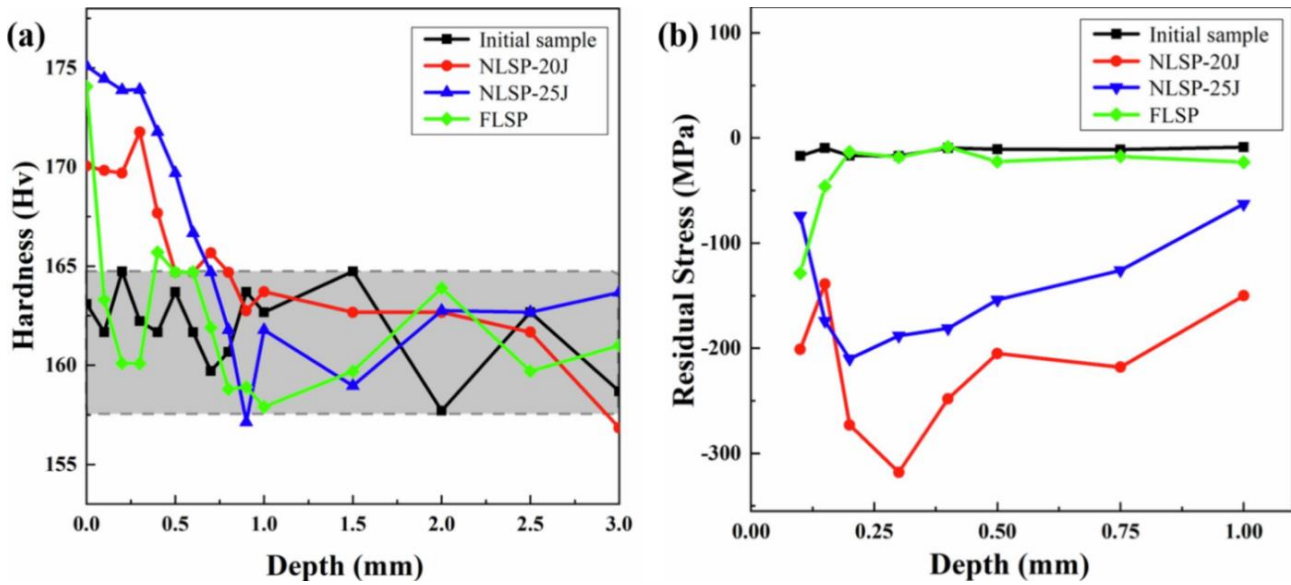 (a)
Initial sample
NLSP-20J
NLSP-25J
FLSP
175
170
165
160
155
Hardness (Hv)
0.0 0.5 1.0 1.5 2.0 2.5 3.0
Depth (mm)
(b)
Initial sample
NLSP-20J
NLSP-25J
FLSP
100
0
-100
-200
-300
Residual Stress (MPa)
0.00 0.25 0.50 0.75 1.00
Depth (mm)